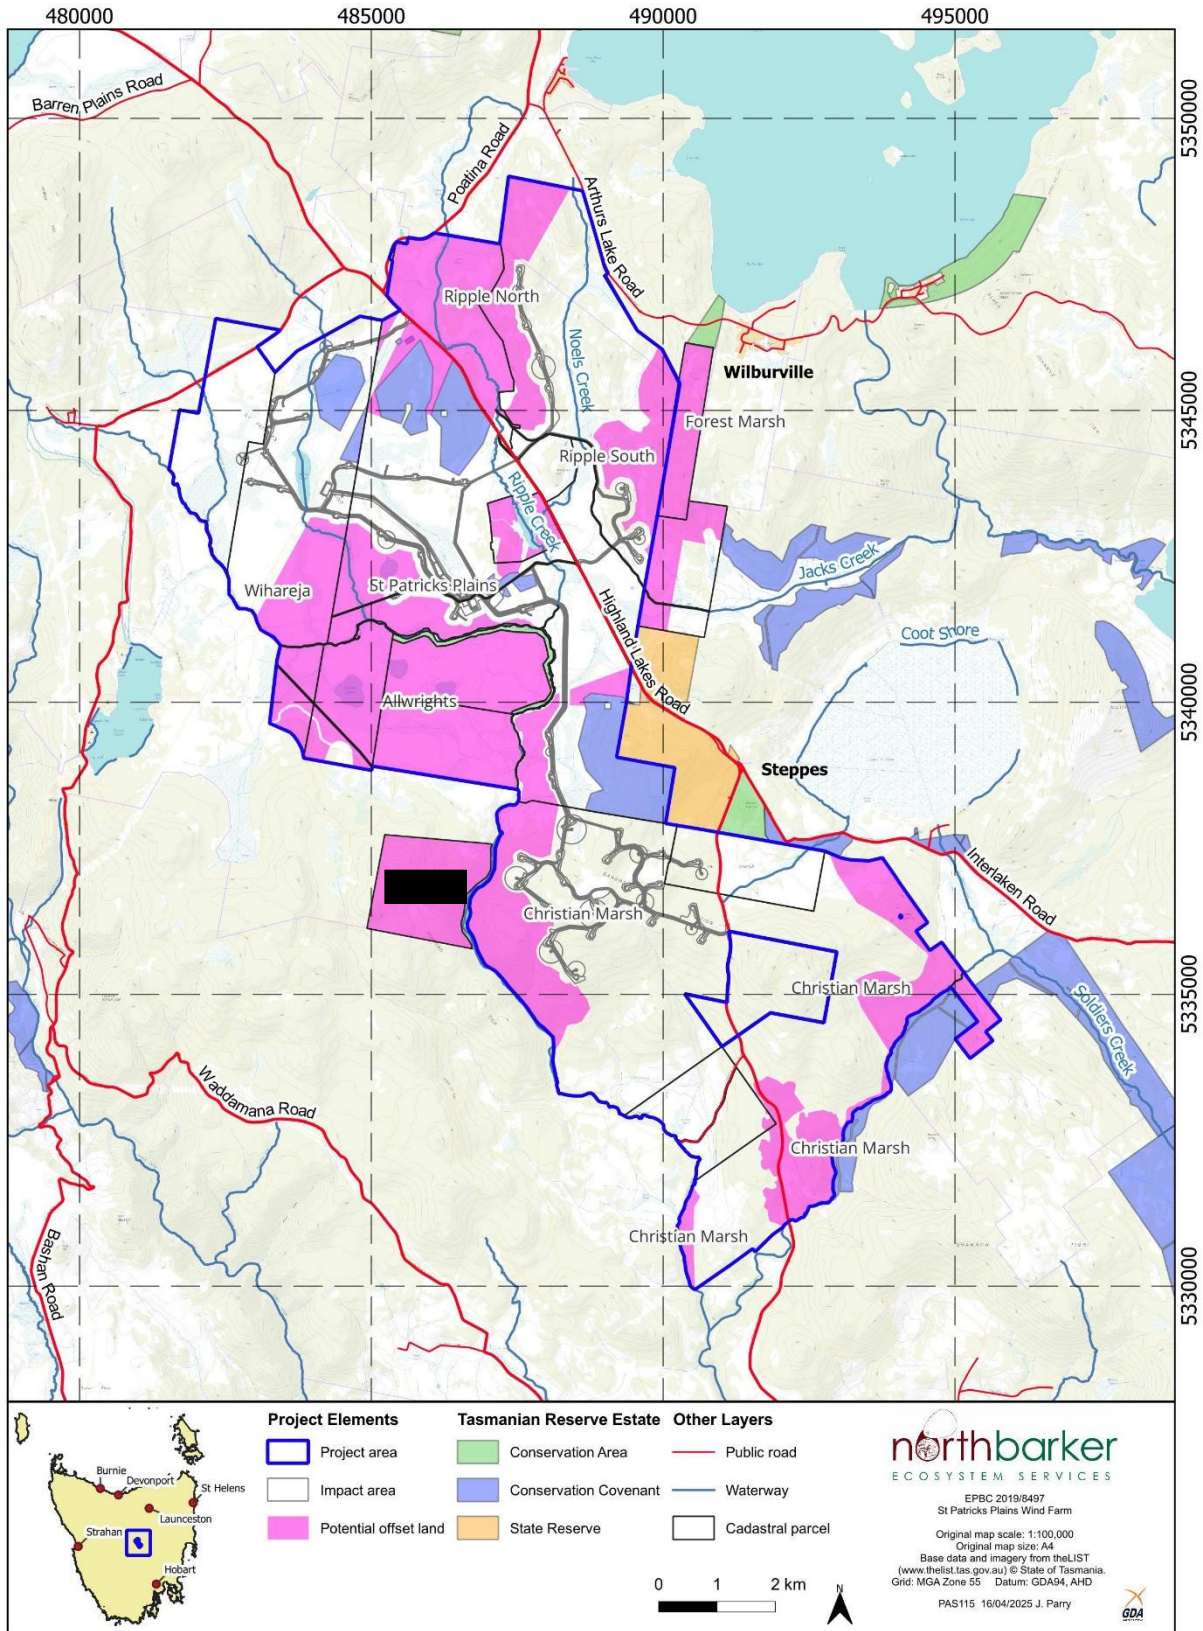 480000
485000
490000
495000
5350000
5345000
5340000
5335000
5330000
Barren Plains Road
Poatina Road
Arthurs Lake Road
Ripple North
Noels Creek
Wilburville
Forest Marsh
Ripple South
Ripple Creek
Jacks Creek
Wihareja
St Patricks Plains
Highland Lakes Road
Coot Shore
Allwrights
Steppes
Interlaken Road
Christian Marsh
Christian Marsh
Soldiers Creek
Waddamana Road
Christian Marsh
Christian Marsh
Bashan Road
Burnie
Devonport
St Helens
Launceston
Strahan
Hobart
Project Elements
Project area
Impact area
Potential offset land
Tasmanian Reserve Estate
Conservation Area
Conservation Covenant
State Reserve
Other Layers
Public road
Waterway
Cadastral parcel
0 1 2 km
N
northbarker
ECOSYSTEM SERVICES
EPBC 2019/8497
St Patricks Plains Wind Farm
Original map scale: 1:100,000
Original map size: A4
Base data and imagery from theLIST
(www.thelist.tas.gov.au) © State of Tasmania.
Grid: MGA Zone 55 Datum: GDA94, AHD
PAS115 16/04/2025 J. Parry
GDA